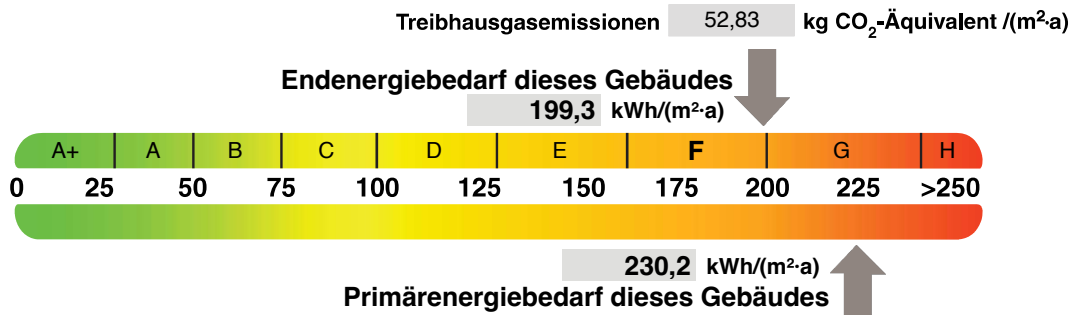 Treibhausgasemissionen 52,83 kg CO₂-Äquivalent /(m²·a)
Endenergiebedarf dieses Gebäudes
199,3 kWh/(m²·a)
A+ A B C D E F G H
0 25 50 75 100 125 150 175 200 225 >250
230,2 kWh/(m²·a)
Primärenergiebedarf dieses Gebäudes